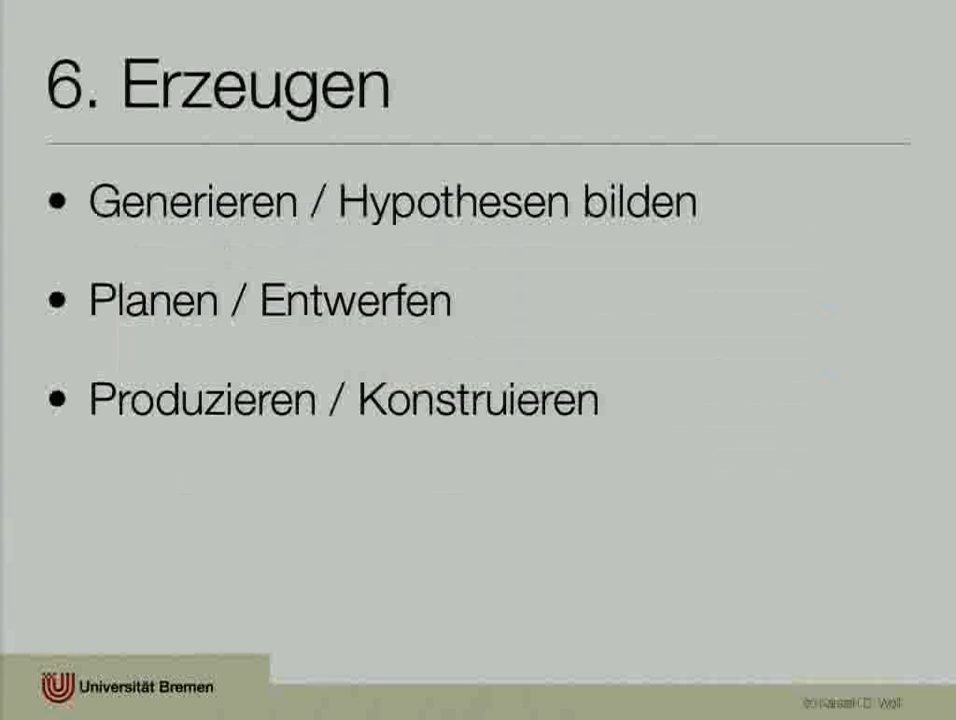 6. Erzeugen
• Generieren / Hypothesen bilden
• Planen / Entwerfen
• Produzieren / Konstruieren
Universität Bremen